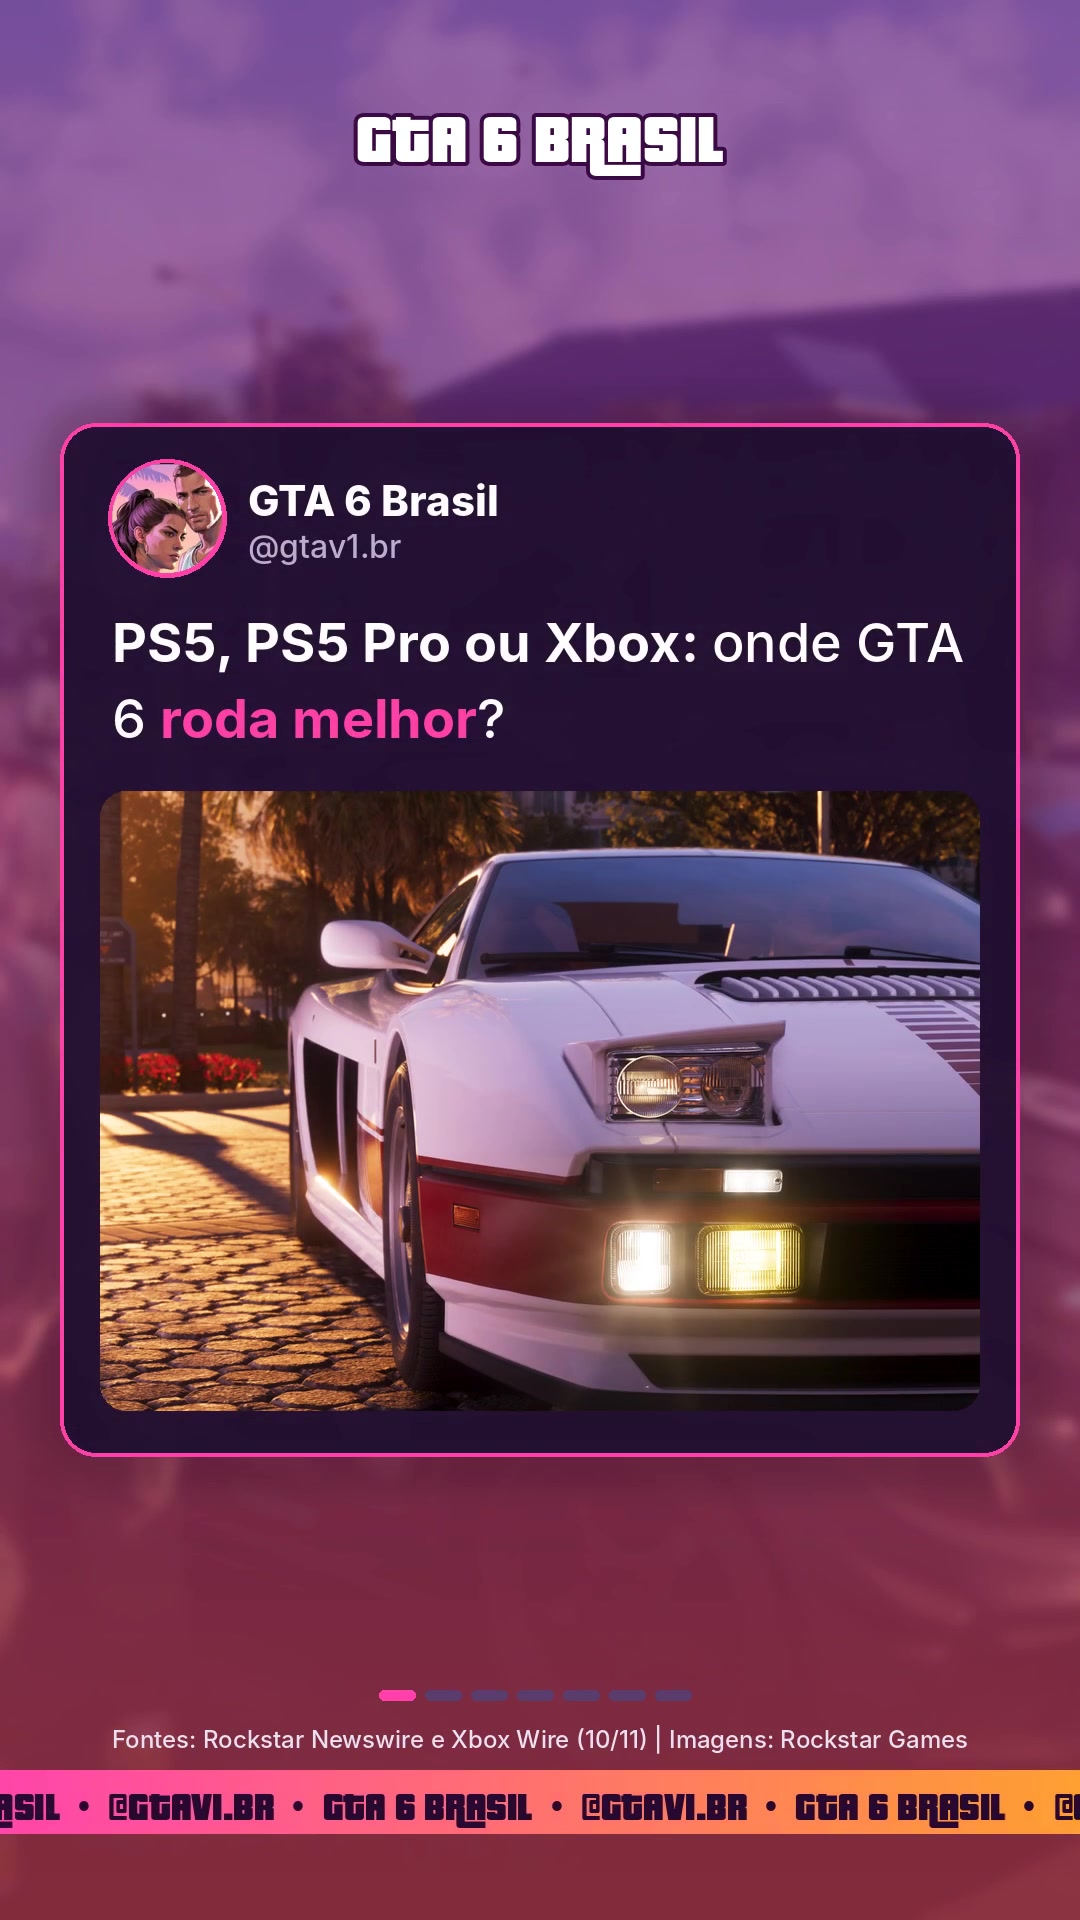 GTA 6 BRASIL
GTA 6 Brasil
@gtav1.br
PS5, PS5 Pro ou Xbox: onde GTA
6 roda melhor?
Fontes: Rockstar Newswire e Xbox Wire (10/11) | Imagens: Rockstar Games
ASIL • @GTAVI.BR • GTA 6 BRASIL • @GTAVI.BR • GTA 6 BRASIL • @